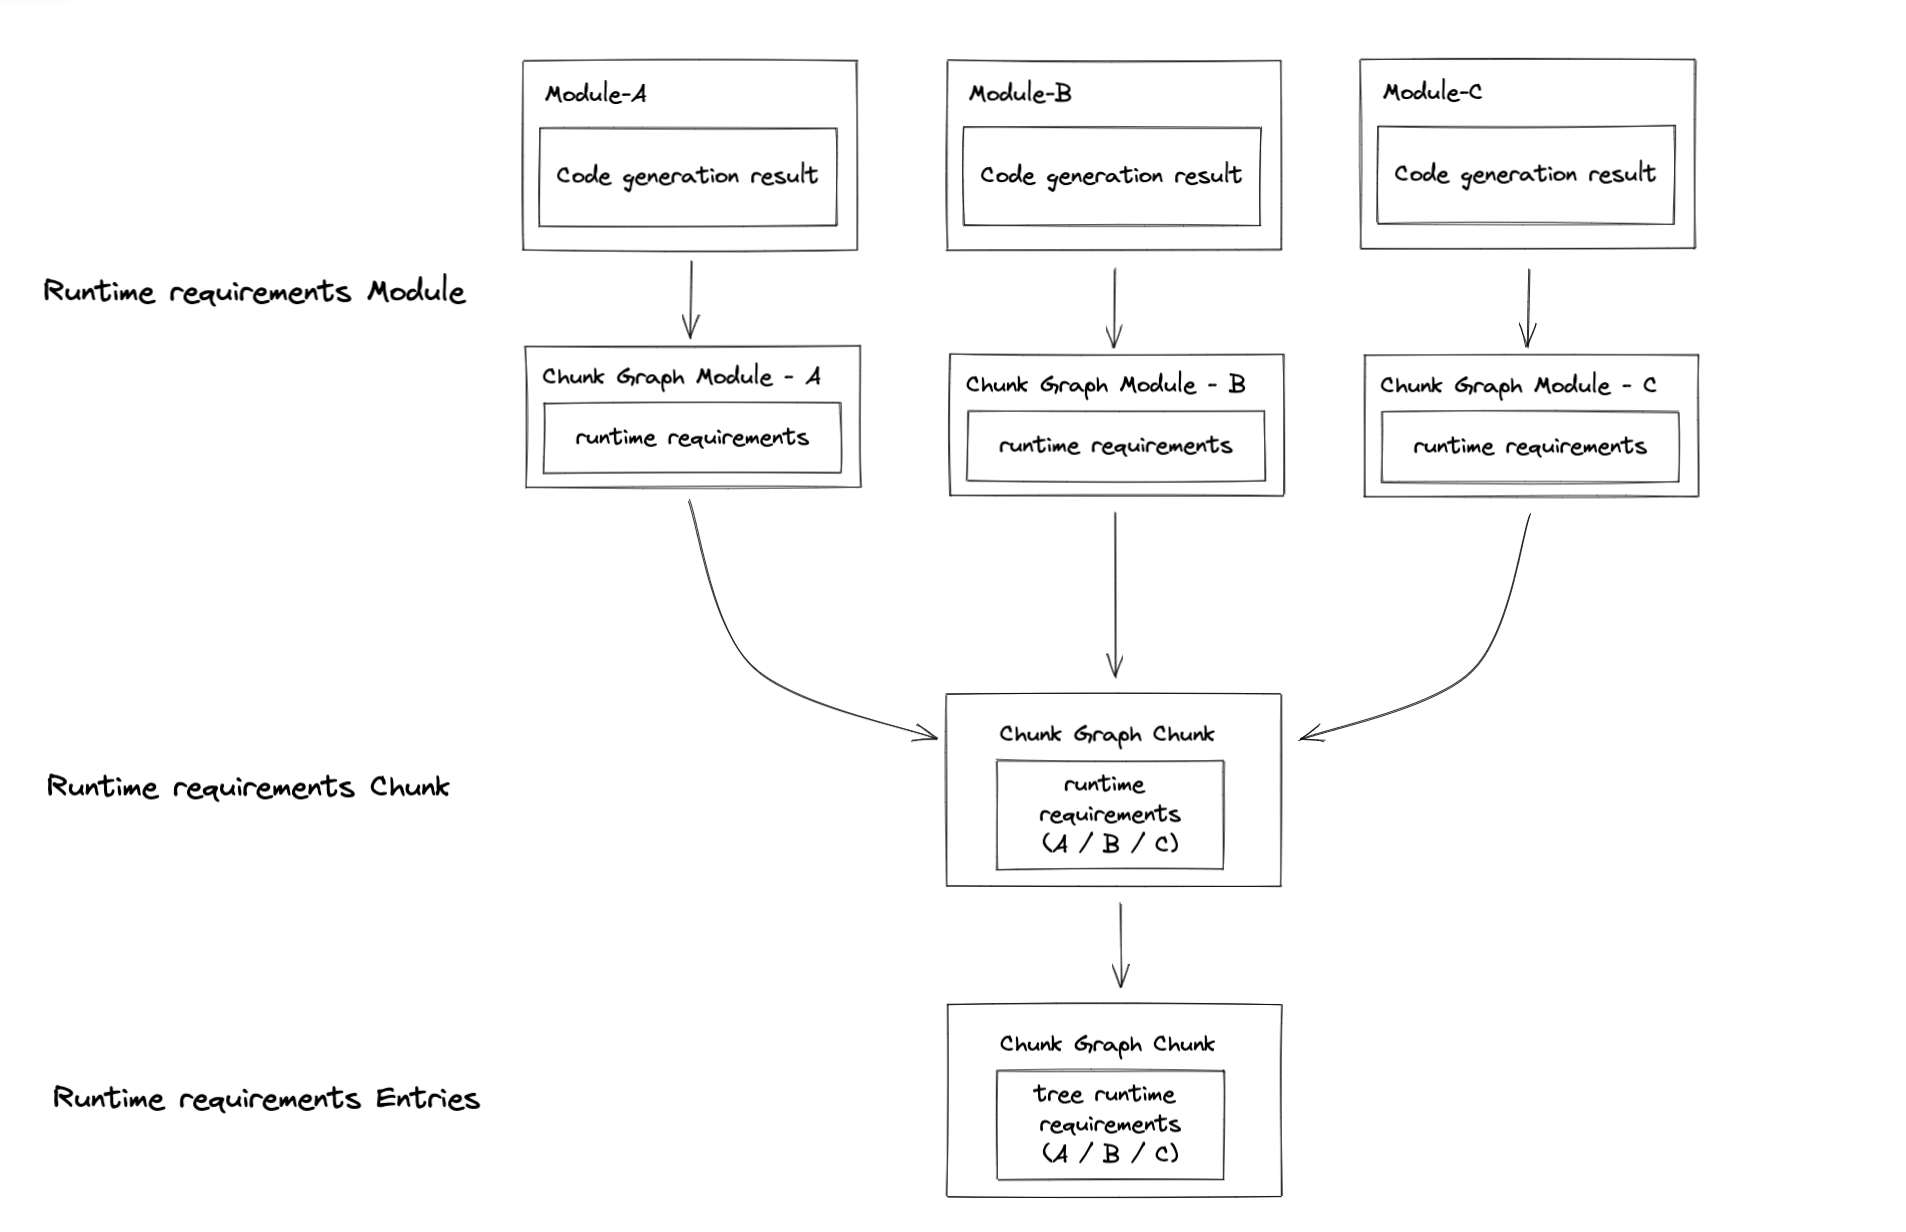 Module-A
Module-B
Module-C
Code generation result
Code generation result
Code generation result
Runtime requirements Module
Chunk Graph Module - A
Chunk Graph Module - B
Chunk Graph Module - C
runtime requirements
runtime requirements
runtime requirements
Chunk Graph Chunk
Runtime requirements Chunk
runtime
requirements
(A / B / C)
Chunk Graph Chunk
Runtime requirements Entries
tree runtime
requirements
(A / B / C)